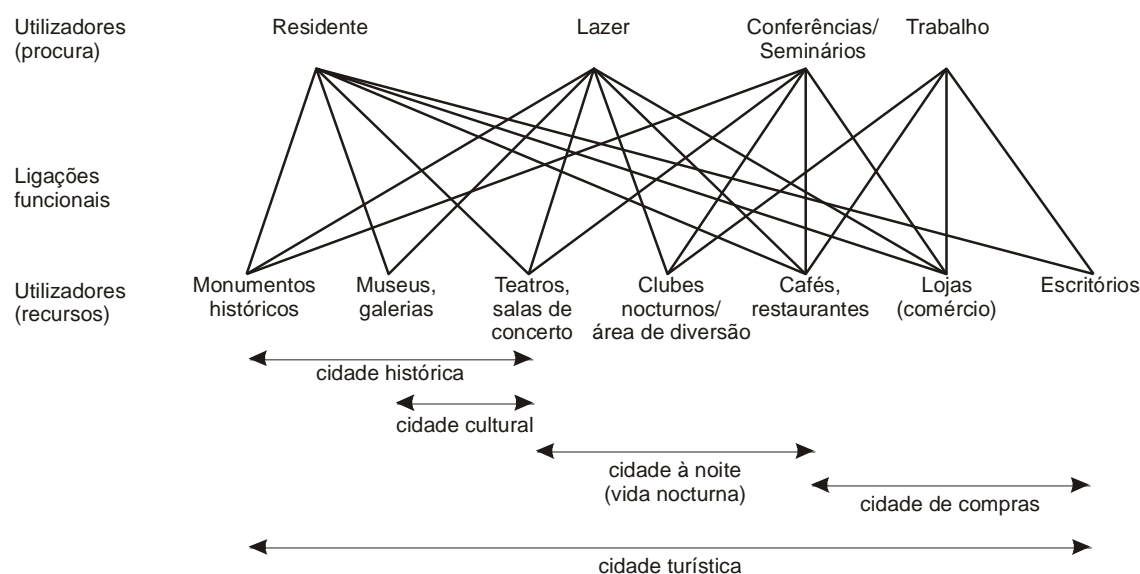 Utilizadores
(procura)
Residente
Lazer
Conferências/
Seminários
Trabalho
Ligações
funcionais
Utilizadores
(recursos)
Monumentos
históricos
Museus,
galerias
Teatros,
salas de
concerto
Clubes
nocturnos/
área de diversão
Cafés,
restaurantes
Lojas
(comércio)
Escritórios
cidade histórica
cidade cultural
cidade à noite
(vida nocturna)
cidade de compras
cidade turística